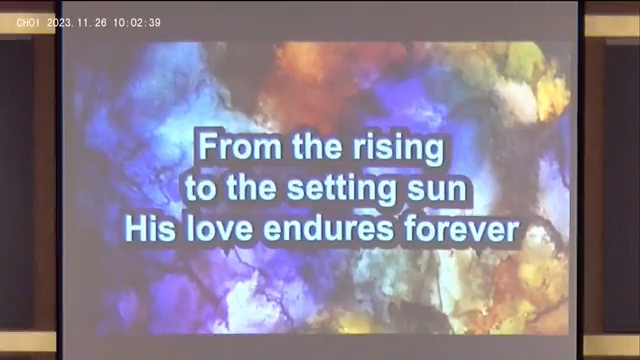 CH01 2023.11.26 10:02:39
From the rising
to the setting sun
His love endures forever